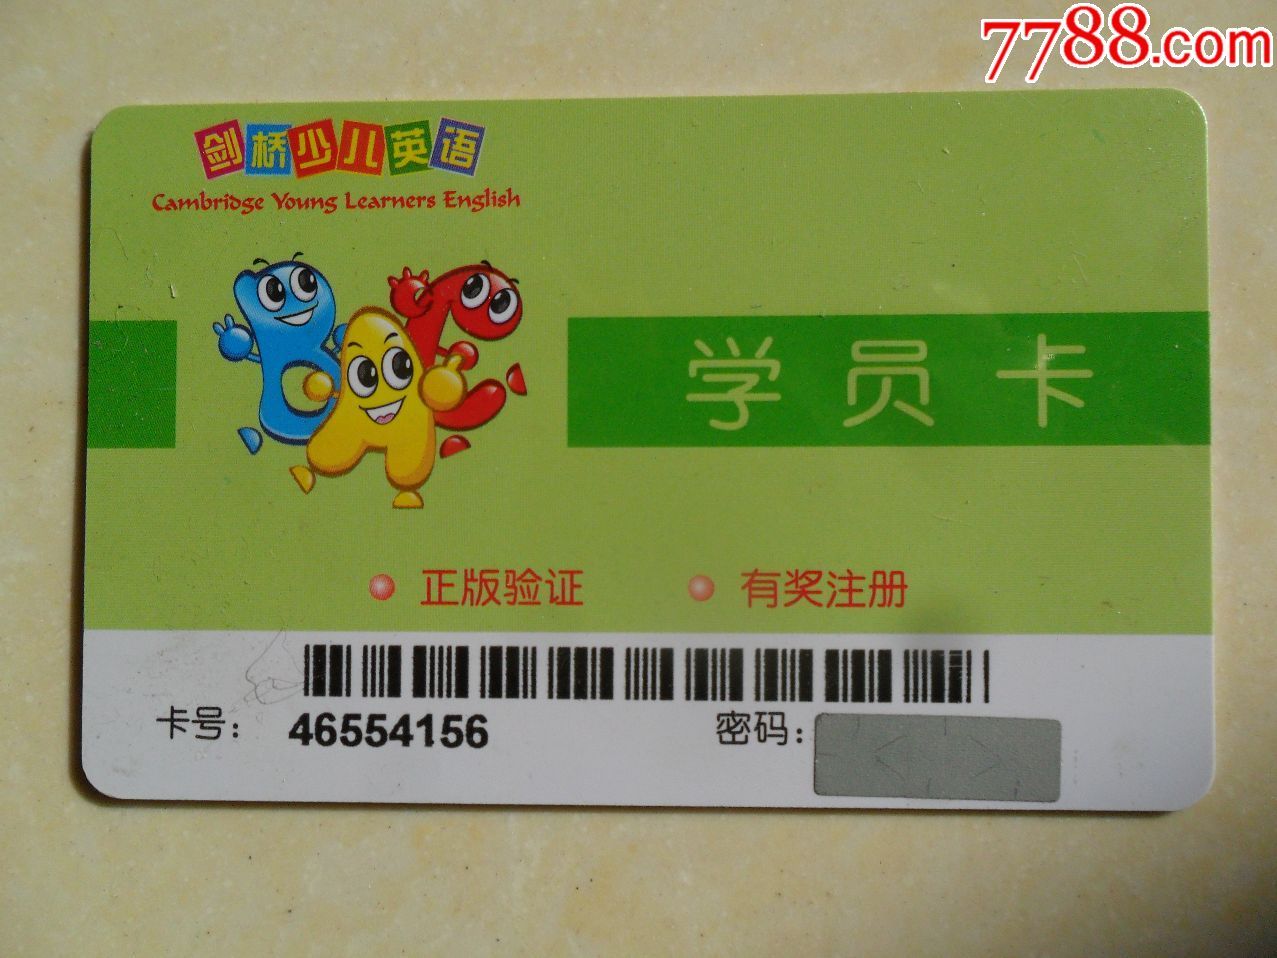 7788.com
剑桥少儿英语
Cambridge Young Learners English
学员卡
正版验证 有奖注册
卡号： 46554156 密码：